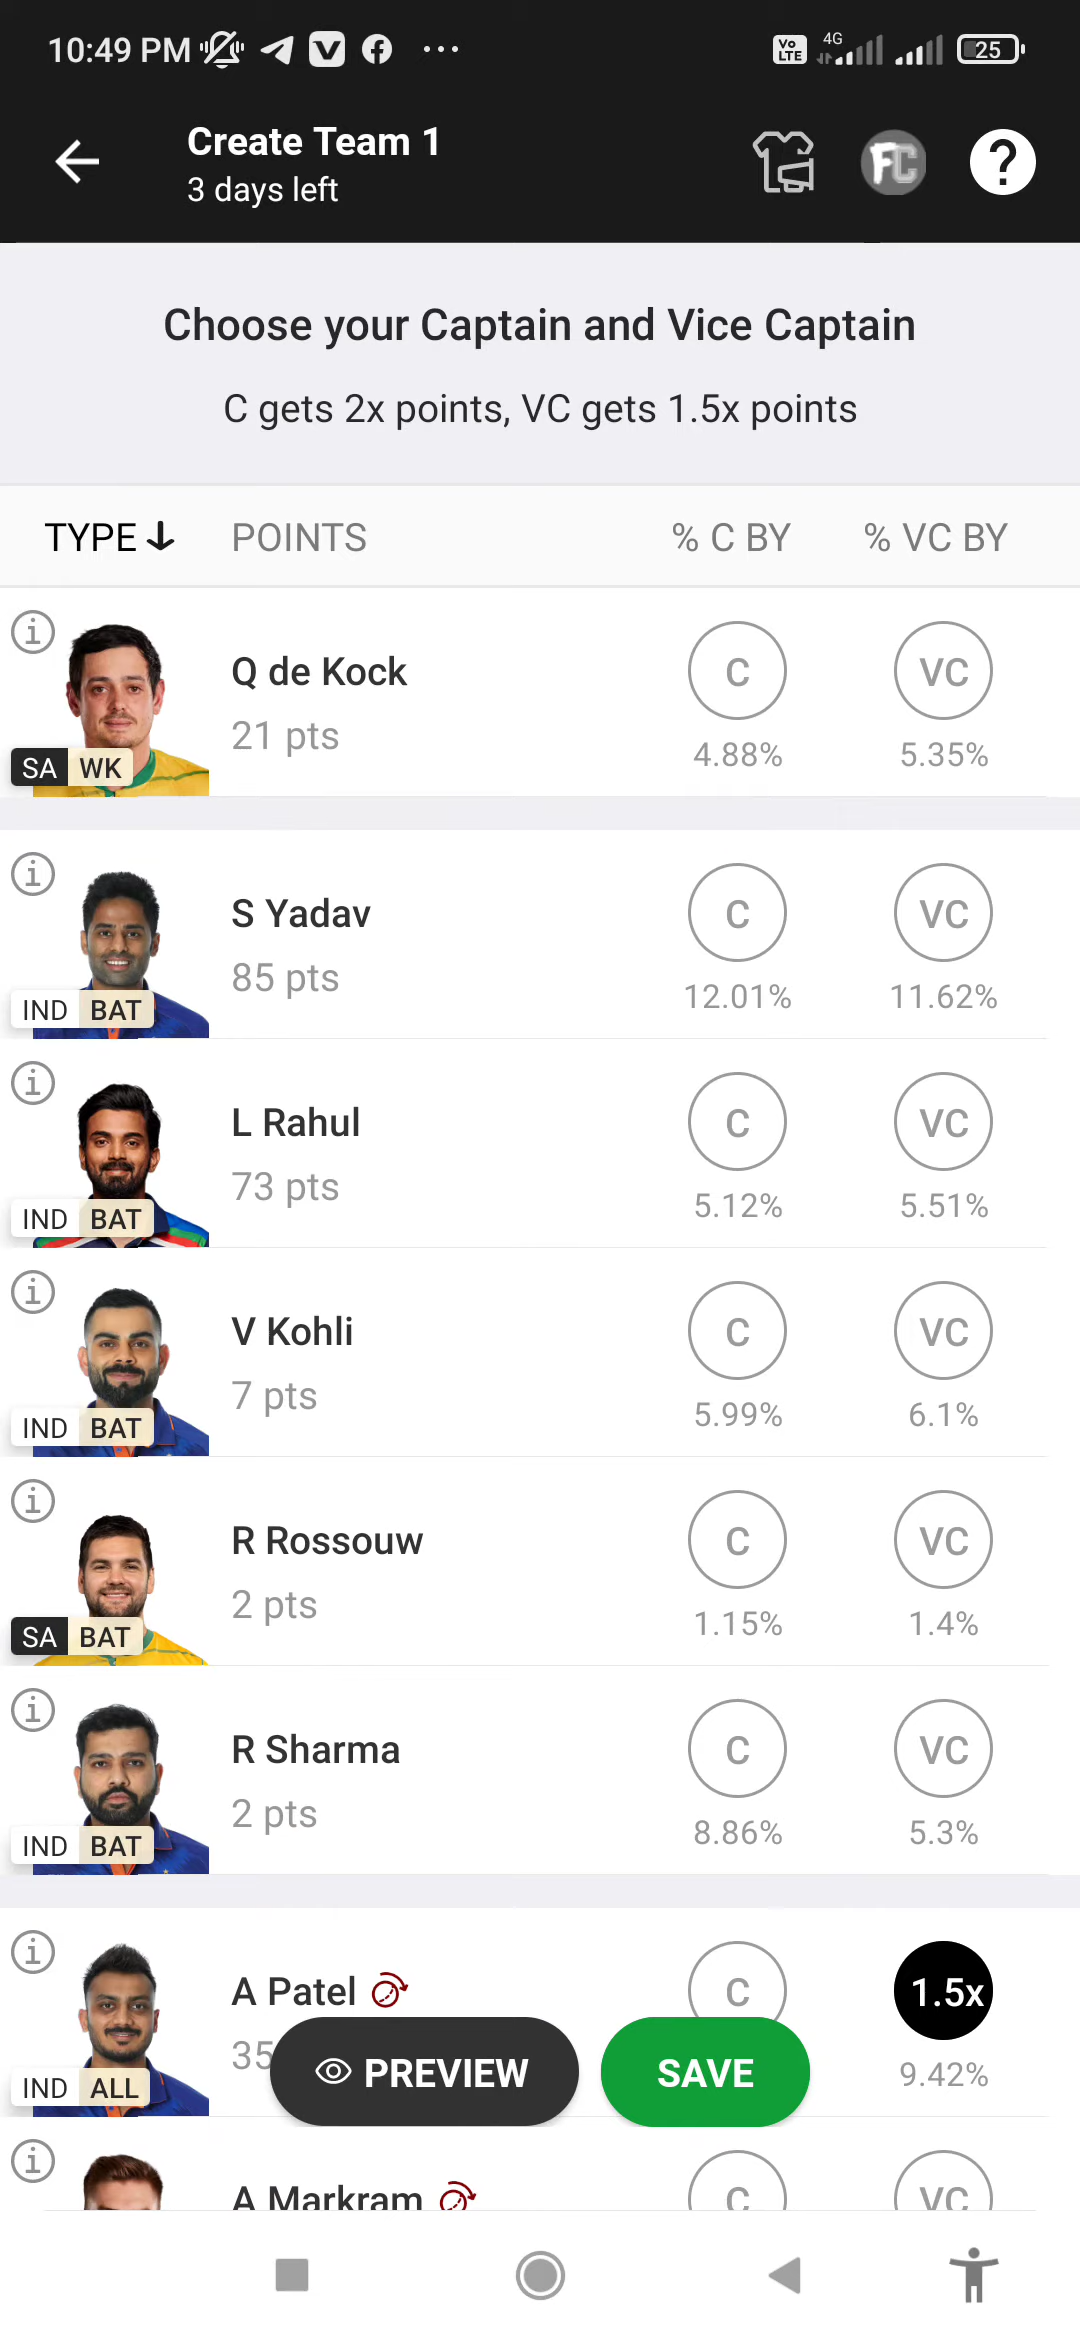 10:49 PM
Vo LTE 4G 25
Create Team 1
3 days left
FC ?
Choose your Captain and Vice Captain
C gets 2x points, VC gets 1.5x points
TYPE POINTS % C BY % VC BY
Q de Kock C VC
21 pts 4.88% 5.35%
SA WK
S Yadav C VC
85 pts 12.01% 11.62%
IND BAT
L Rahul C VC
73 pts 5.12% 5.51%
IND BAT
V Kohli C VC
7 pts 5.99% 6.1%
IND BAT
R Rossouw C VC
2 pts 1.15% 1.4%
SA BAT
R Sharma C VC
2 pts 8.86% 5.3%
IND BAT
A Patel C 1.5x
35 PREVIEW SAVE 9.42%
IND ALL
A Markram C VC